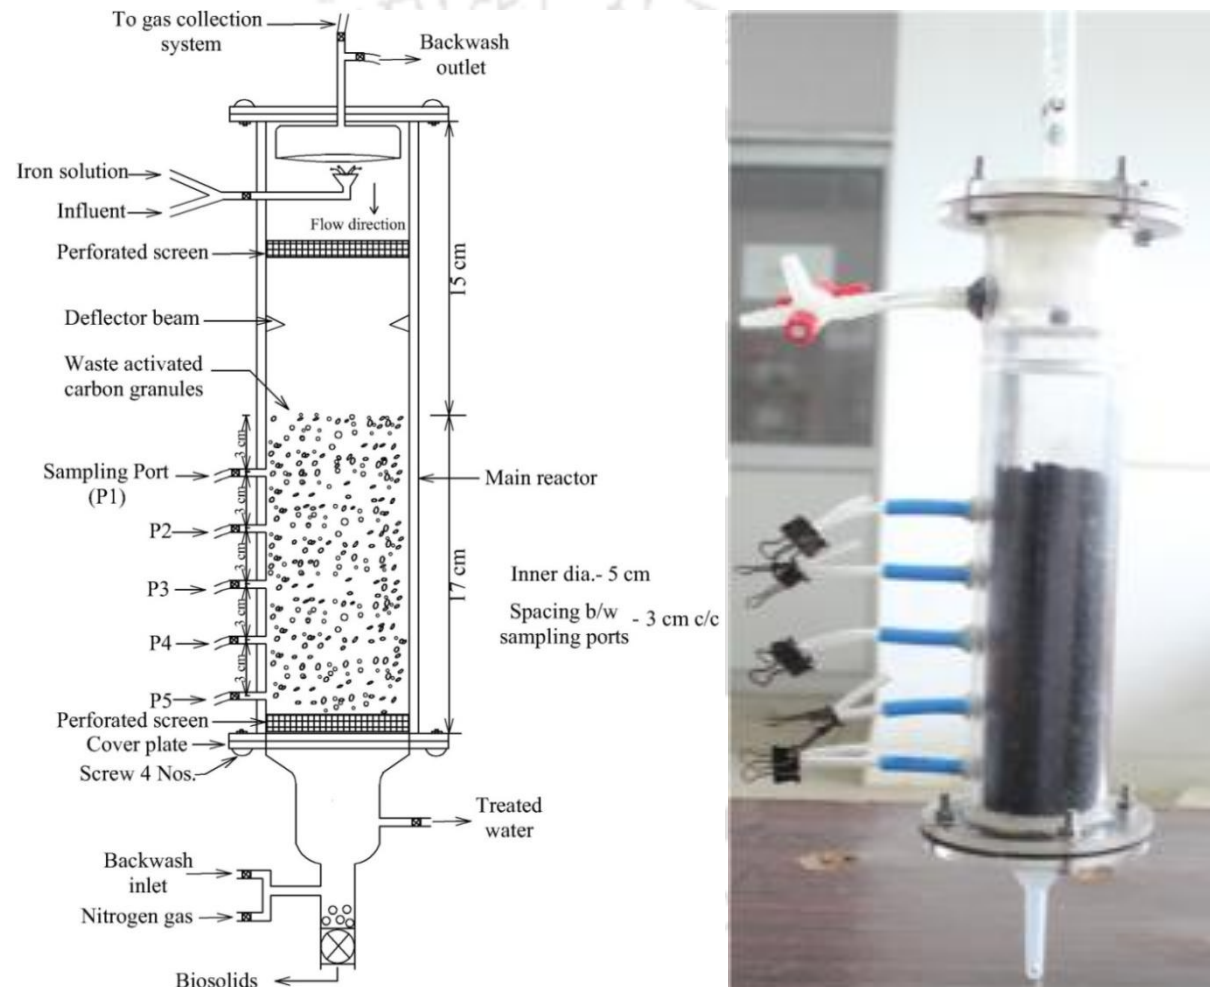 To gas collection
system
Backwash
outlet
Iron solution
Influent
Flow direction
Perforated screen
15 cm
Deflector beam
Waste activated
carbon granules
3 cm
Sampling Port
(P1)
Main reactor
3 cm
P2
3 cm
P3
17 cm
Inner dia.- 5 cm
Spacing b/w
sampling ports
- 3 cm c/c
3 cm
P4
3 cm
P5
Perforated screen
Cover plate
Screw 4 Nos.
Treated
water
Backwash
inlet
Nitrogen gas
Biosolids